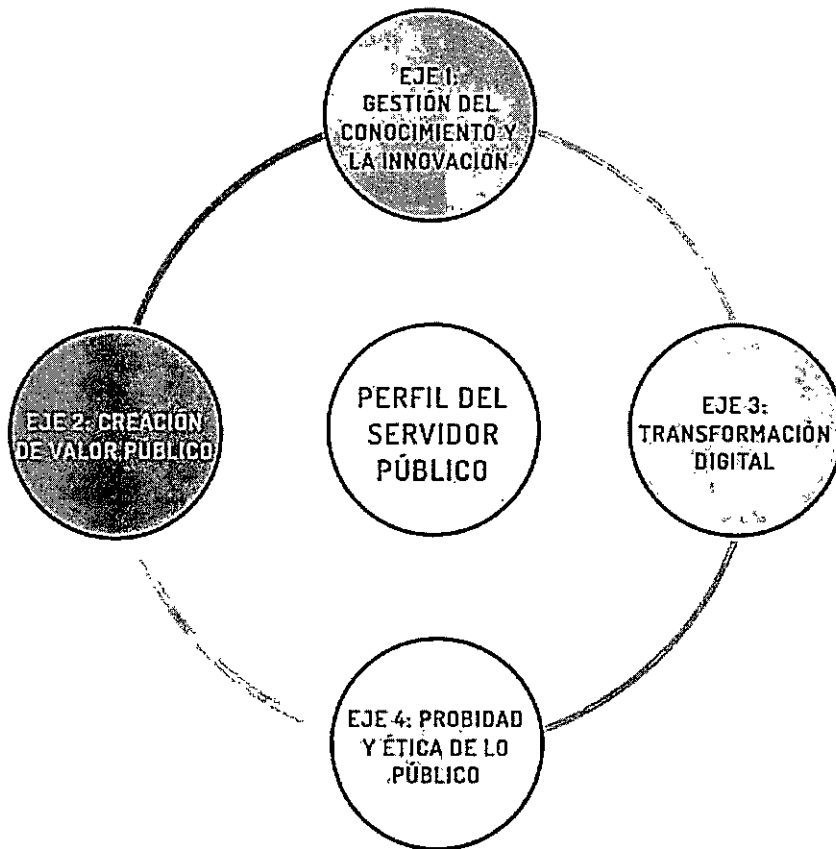 EJE 1:
GESTIÓN DEL
CONOCIMIENTO Y
LA INNOVACIÓN
EJE 2: CREACIÓN
DE VALOR PUBLICO
PERFIL DEL
SERVIDOR
PÚBLICO
EJE 3:
TRANSFORMACIÓN
DIGITAL
EJE 4: PROBIDAD
Y ÉTICA DE LO
PÚBLICO